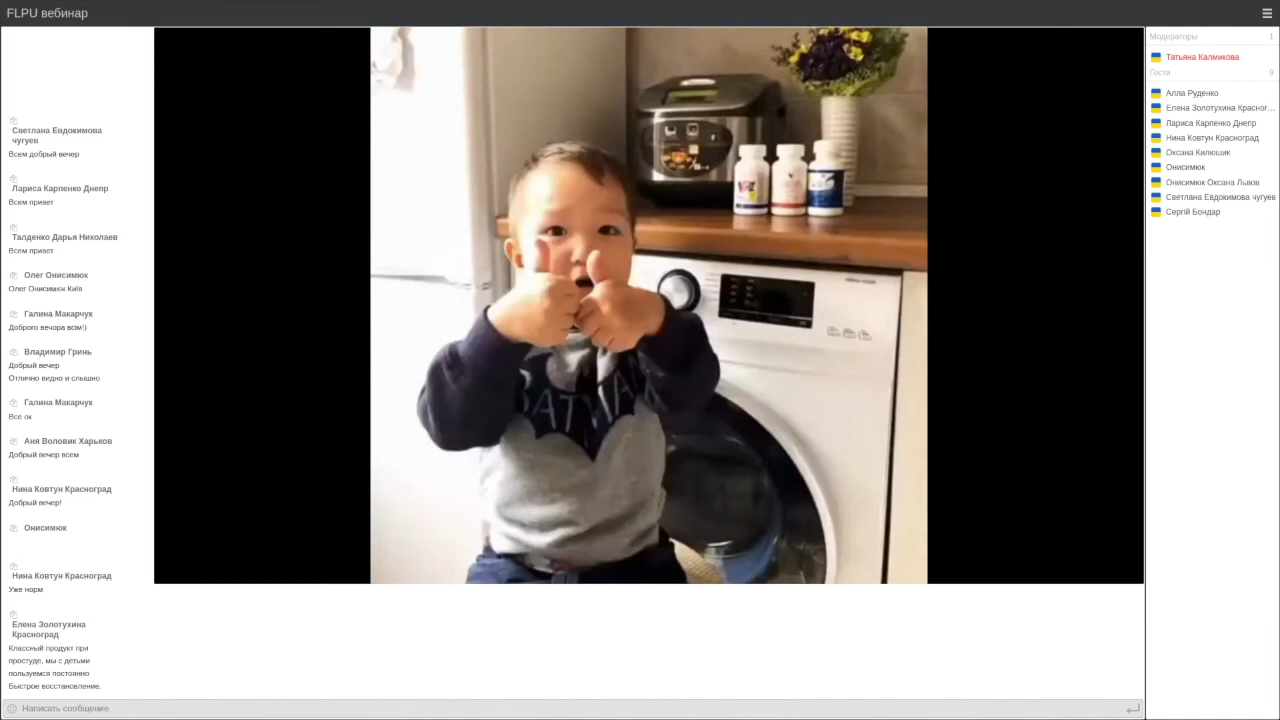 FLPU вебинар
Светлана Евдокимова
чугуев
Всем добрый вечер
Лариса Карпенко Днепр
Всем привет
Талденко Дарья Николаев
Всем привет
Олег Онисимюк
Олег Онисимюк Київ
Галина Макарчук
Доброго вечора всім!)
Владимир Гринь
Добрый вечер
Отлично видно и слышно
Галина Макарчук
Все ок
Аня Воловик Харьков
Добрый вечер всем
Нина Ковтун Красноград
Добрый вечер!
Онисимюк
Нина Ковтун Красноград
Уже норм
Елена Золотухина
Красноград
Классный продукт при
простуде, мы с детьми
пользуемся постоянно
Быстрое восстановление.
Написать сообщение
Модераторы 1
Татьяна Калмикова
Гости 9
Алла Руденко
Елена Золотухина Красног...
Лариса Карпенко Днепр
Нина Ковтун Красноград
Оксана Килюшик
Онисимюк
Онисимюк Оксана Львов
Светлана Евдокимова чугуев
Сергій Бондар